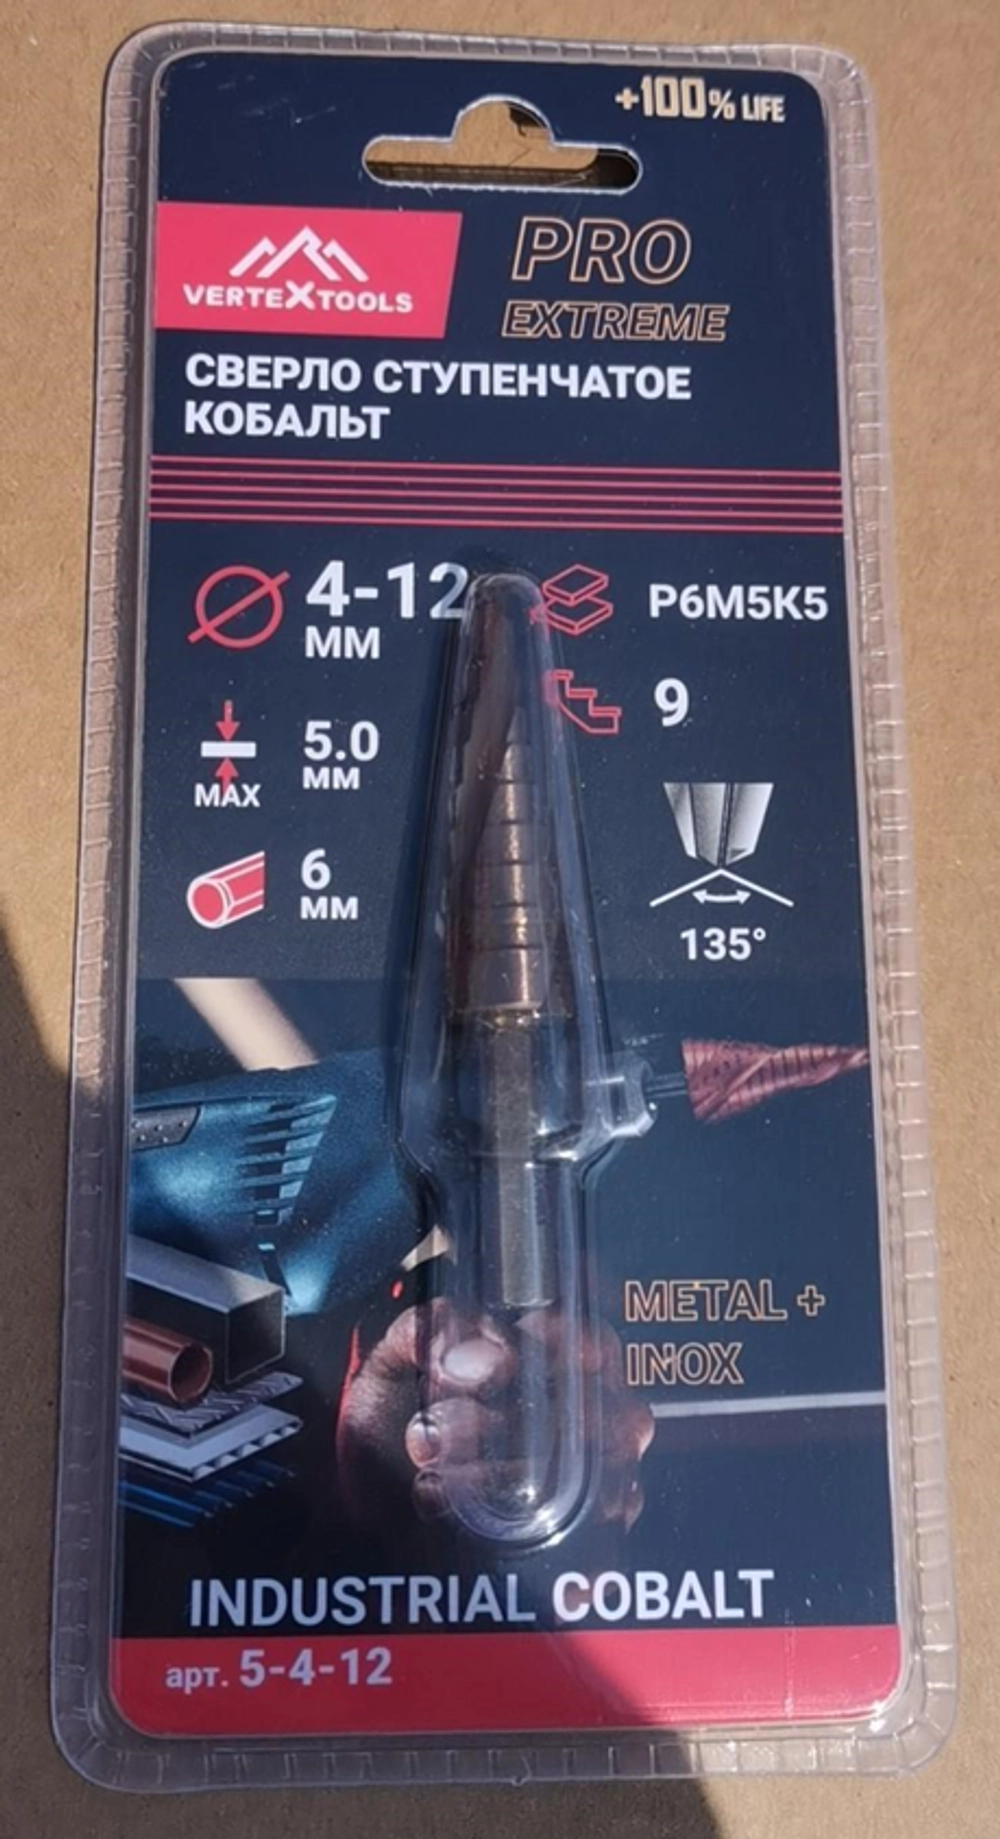 +100% LIFE
VERTEXTOOLS
PRO
EXTREME
СВЕРЛО СТУПЕНЧАТОЕ
КОБАЛЬТ
4-12
ММ
Р6М5К5
9
5.0
ММ
MAX
6
ММ
135°
METAL +
INOX
INDUSTRIAL COBALT
арт. 5-4-12